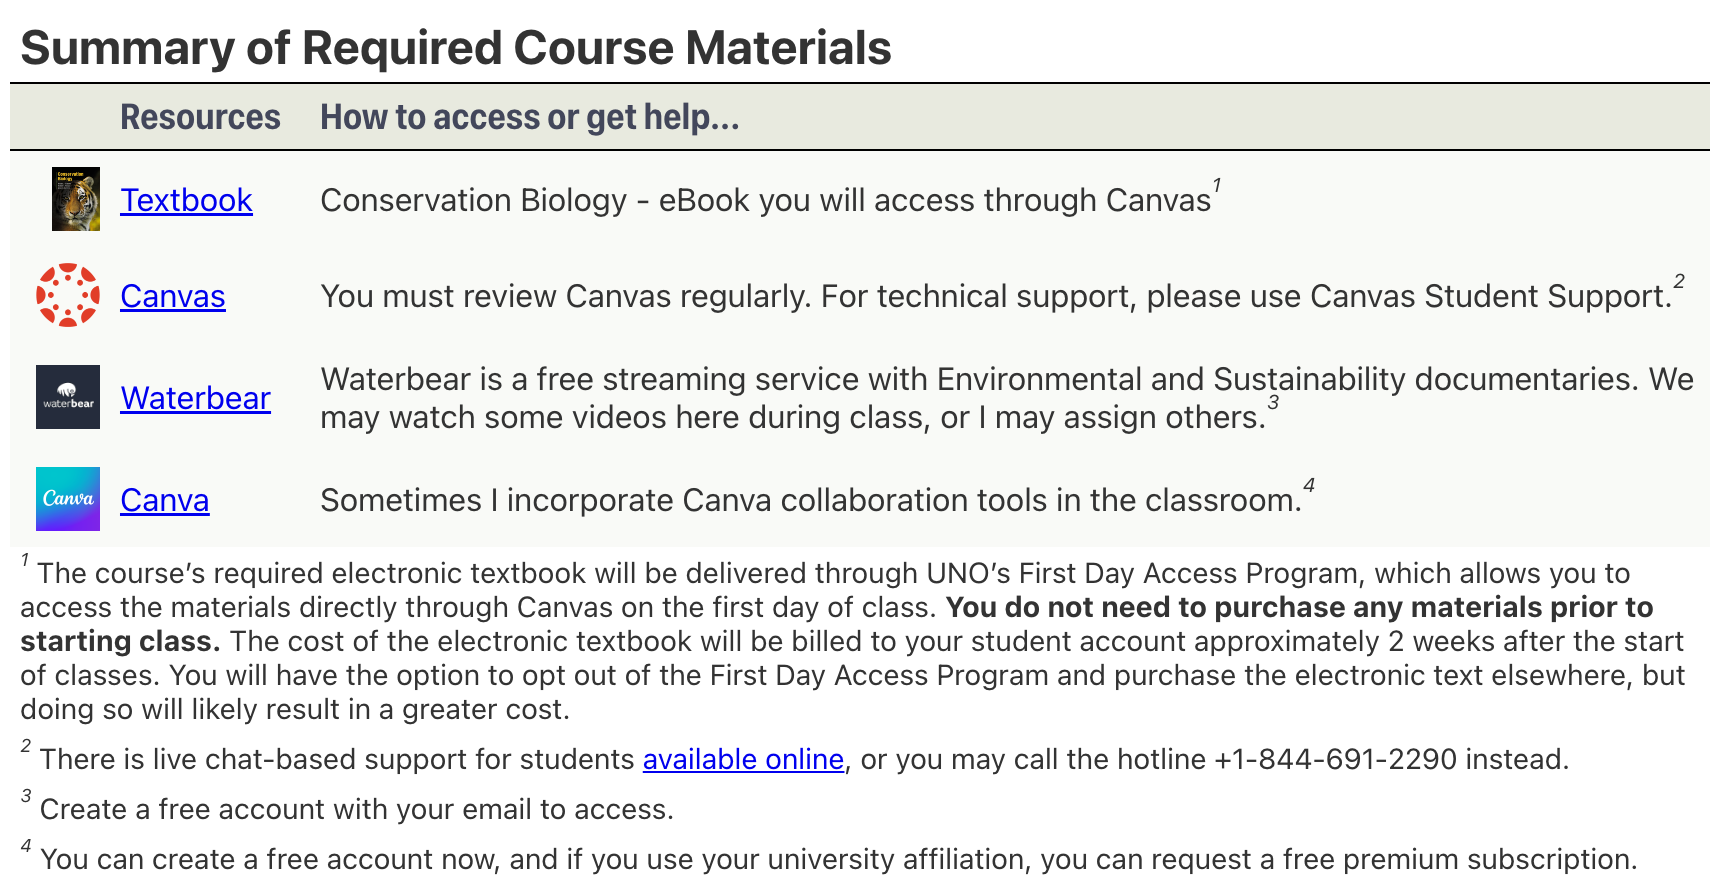 Summary of Required Course Materials
Resources How to access or get help...
Conservation Biology
Textbook Conservation Biology - eBook you will access through Canvas1
Canvas You must review Canvas regularly. For technical support, please use Canvas Student Support.2
waterbear
Waterbear Waterbear is a free streaming service with Environmental and Sustainability documentaries. We
may watch some videos here during class, or I may assign others.3
Canva
Canva Sometimes I incorporate Canva collaboration tools in the classroom.4
1 The course’s required electronic textbook will be delivered through UNO’s First Day Access Program, which allows you to
access the materials directly through Canvas on the first day of class. You do not need to purchase any materials prior to
starting class. The cost of the electronic textbook will be billed to your student account approximately 2 weeks after the start
of classes. You will have the option to opt out of the First Day Access Program and purchase the electronic text elsewhere, but
doing so will likely result in a greater cost.
2 There is live chat-based support for students available online, or you may call the hotline +1-844-691-2290 instead.
3 Create a free account with your email to access.
4 You can create a free account now, and if you use your university affiliation, you can request a free premium subscription.